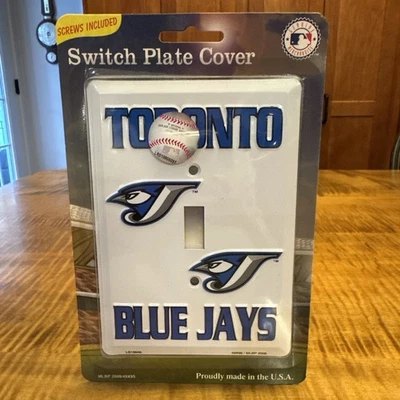 SCREWS INCLUDED
Switch Plate Cover
TORONTO
BLUE JAYS
Proudly made in the U.S.A.